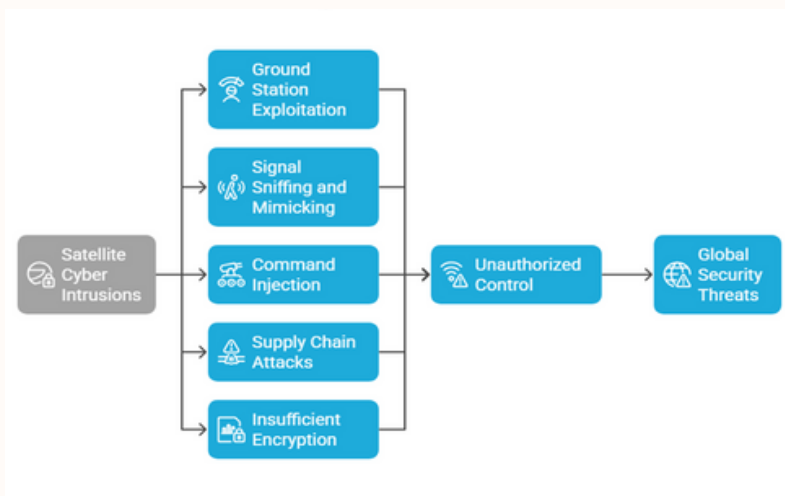 Satellite
Cyber
Intrusions
Ground
Station
Exploitation
Signal
Sniffing and
Mimicking
Command
Injection
Supply Chain
Attacks
Insufficient
Encryption
Unauthorized
Control
Global
Security
Threats